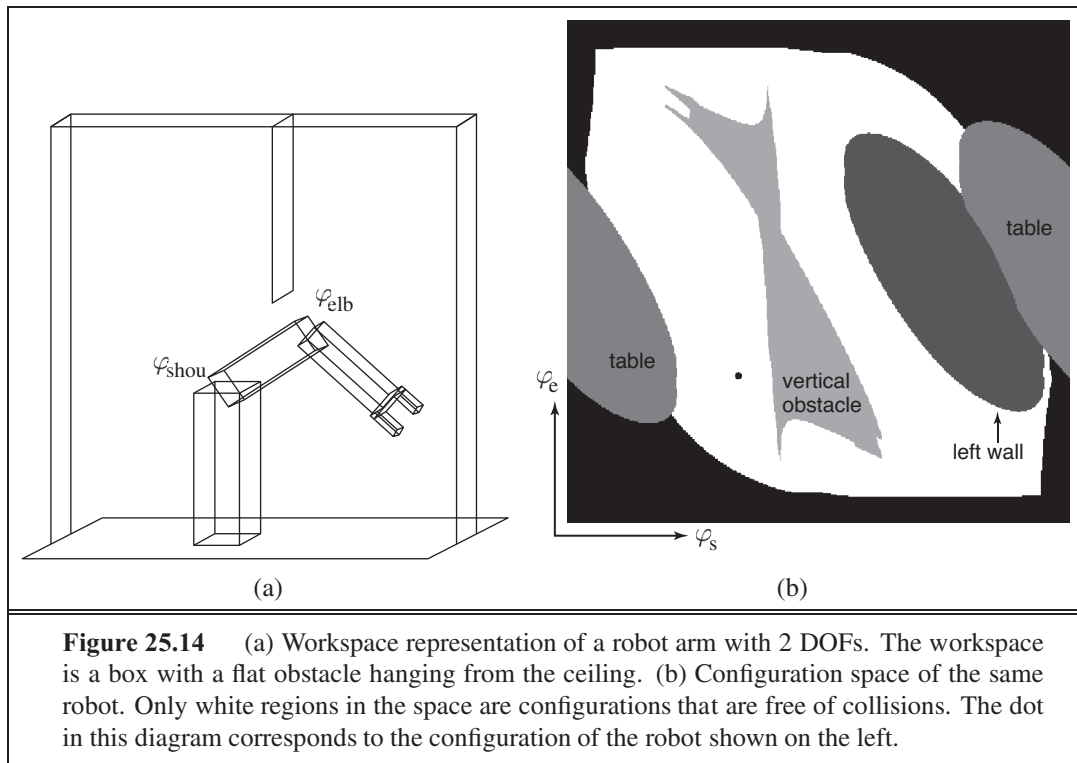 φelb
φshou
(a)
table
table
vertical
obstacle
left wall
φe
φs
(b)
Figure 25.14 (a) Workspace representation of a robot arm with 2 DOFs. The workspace
is a box with a flat obstacle hanging from the ceiling. (b) Configuration space of the same
robot. Only white regions in the space are configurations that are free of collisions. The dot
in this diagram corresponds to the configuration of the robot shown on the left.